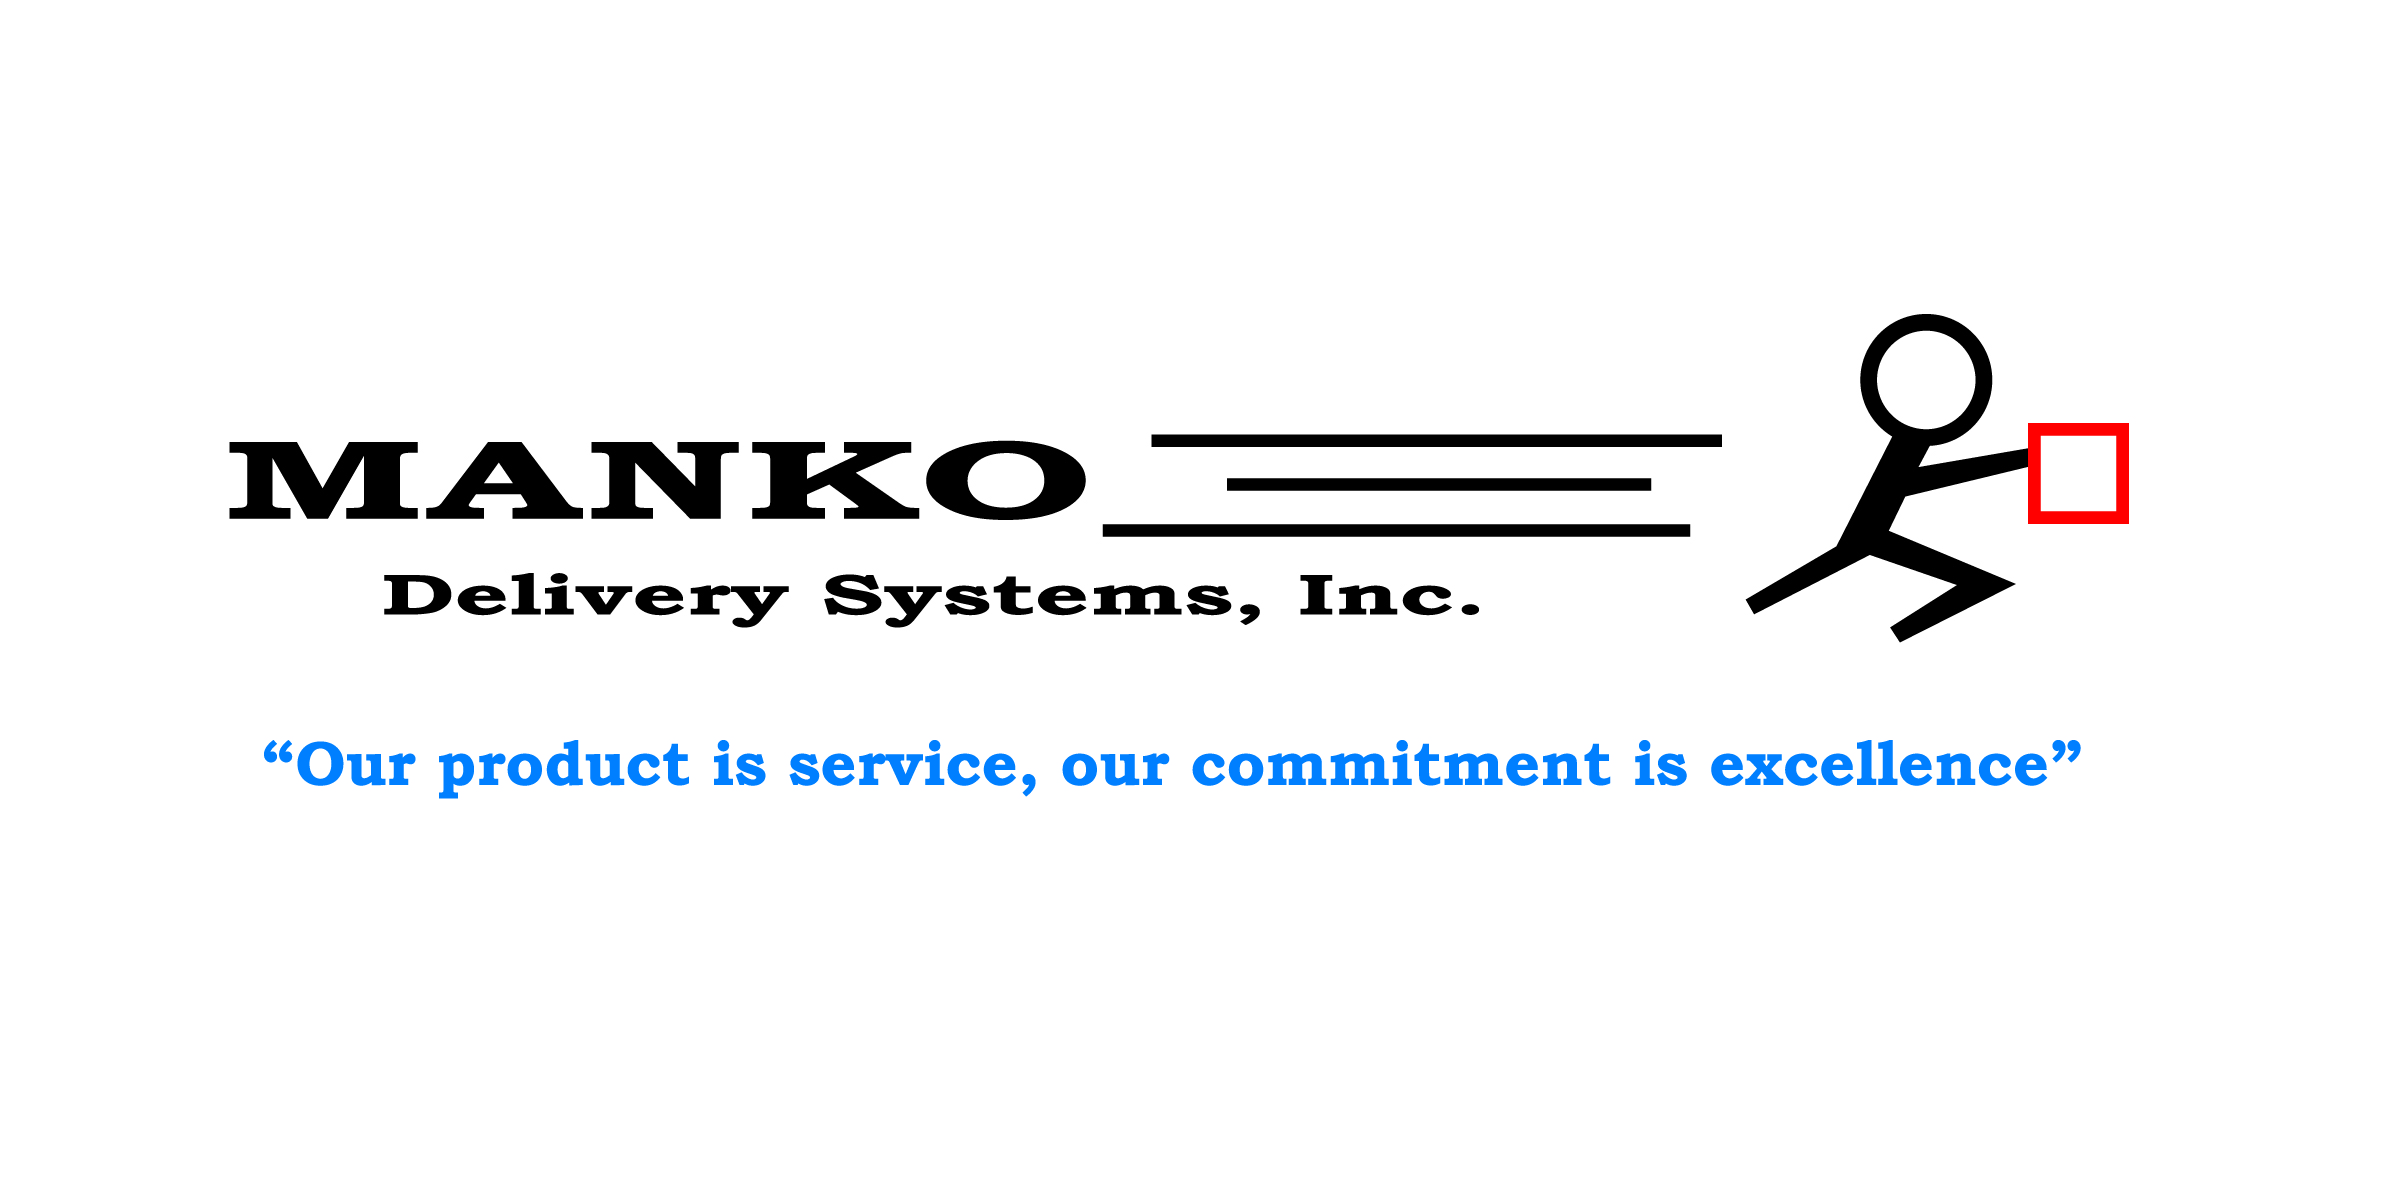 MANKO
Delivery Systems, Inc.
“Our product is service, our commitment is excellence”